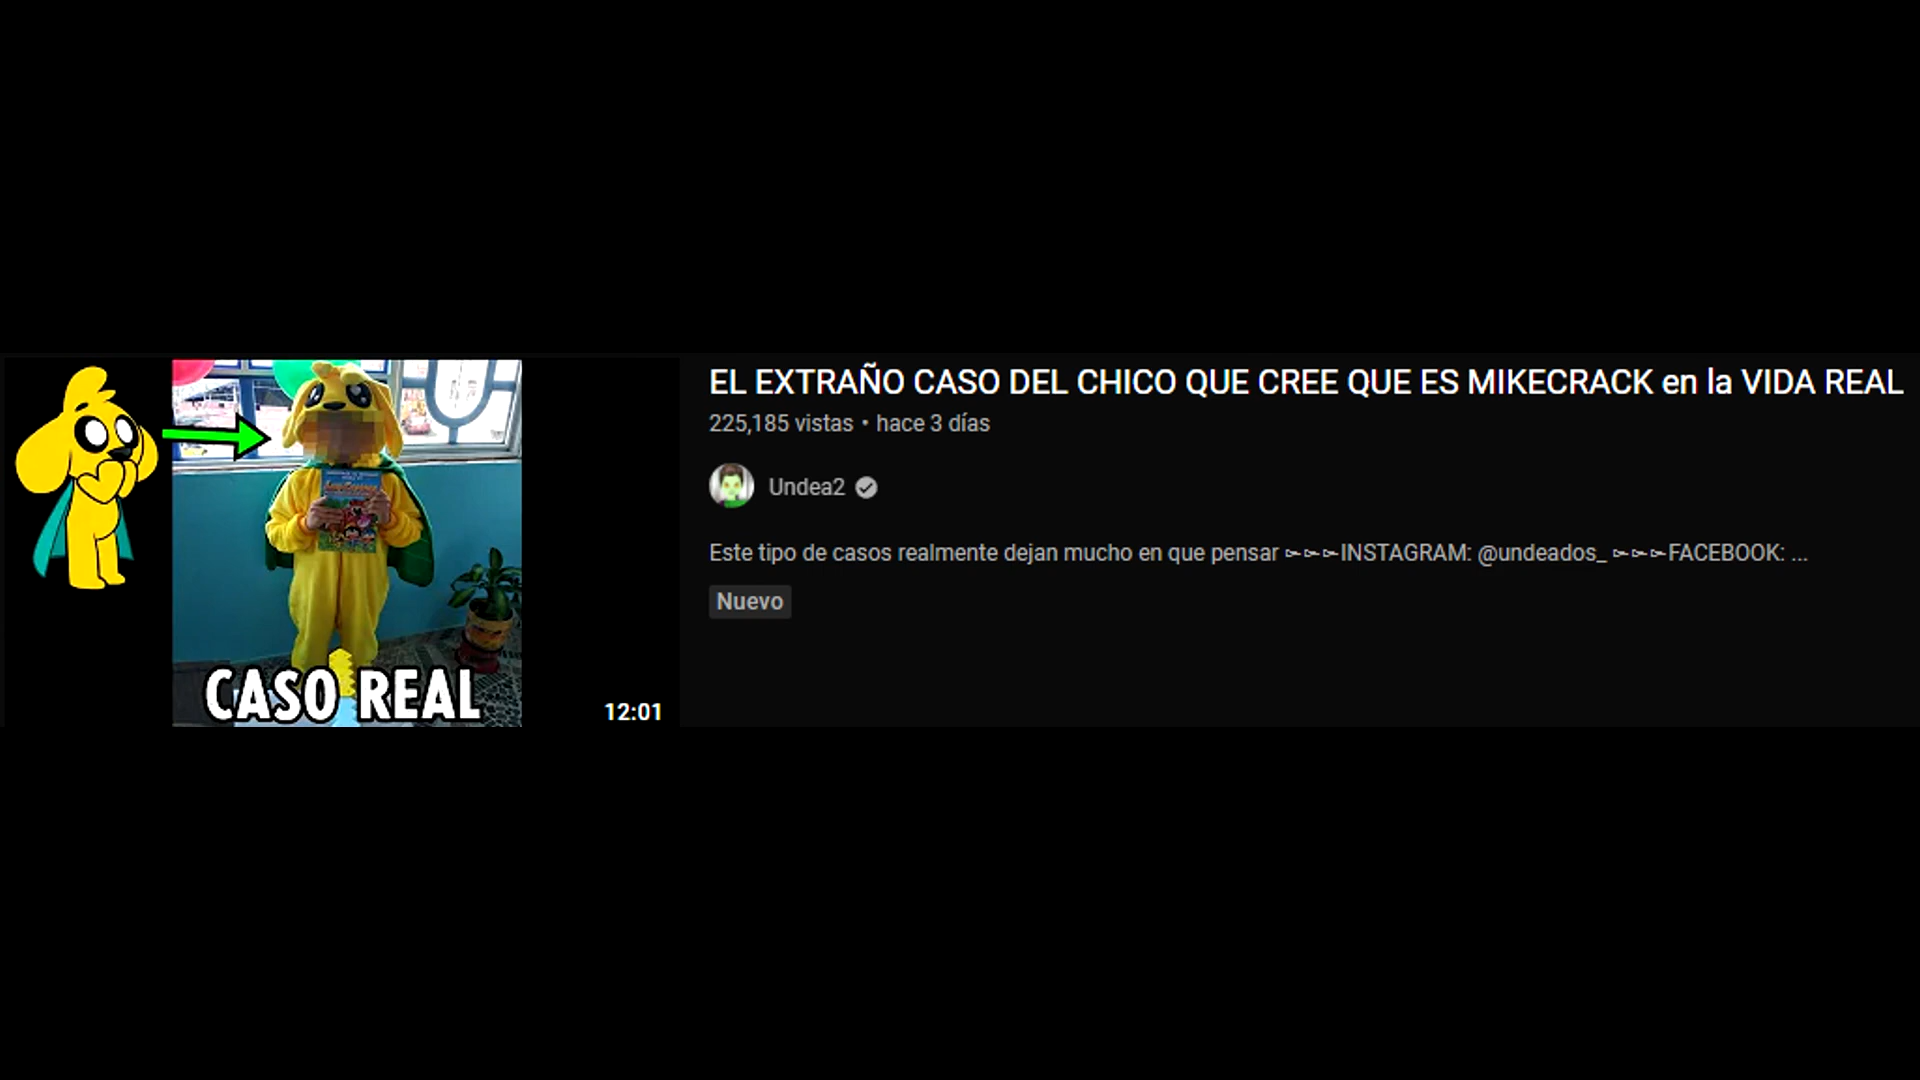 EL EXTRAÑO CASO DEL CHICO QUE CREE QUE ES MIKECRACK en la VIDA REAL
225,185 vistas • hace 3 días
Undea2
Este tipo de casos realmente dejan mucho en que pensar ➳➳➳INSTAGRAM: @undeados_ ➳➳➳FACEBOOK: ...
Nuevo
CASO REAL
12:01